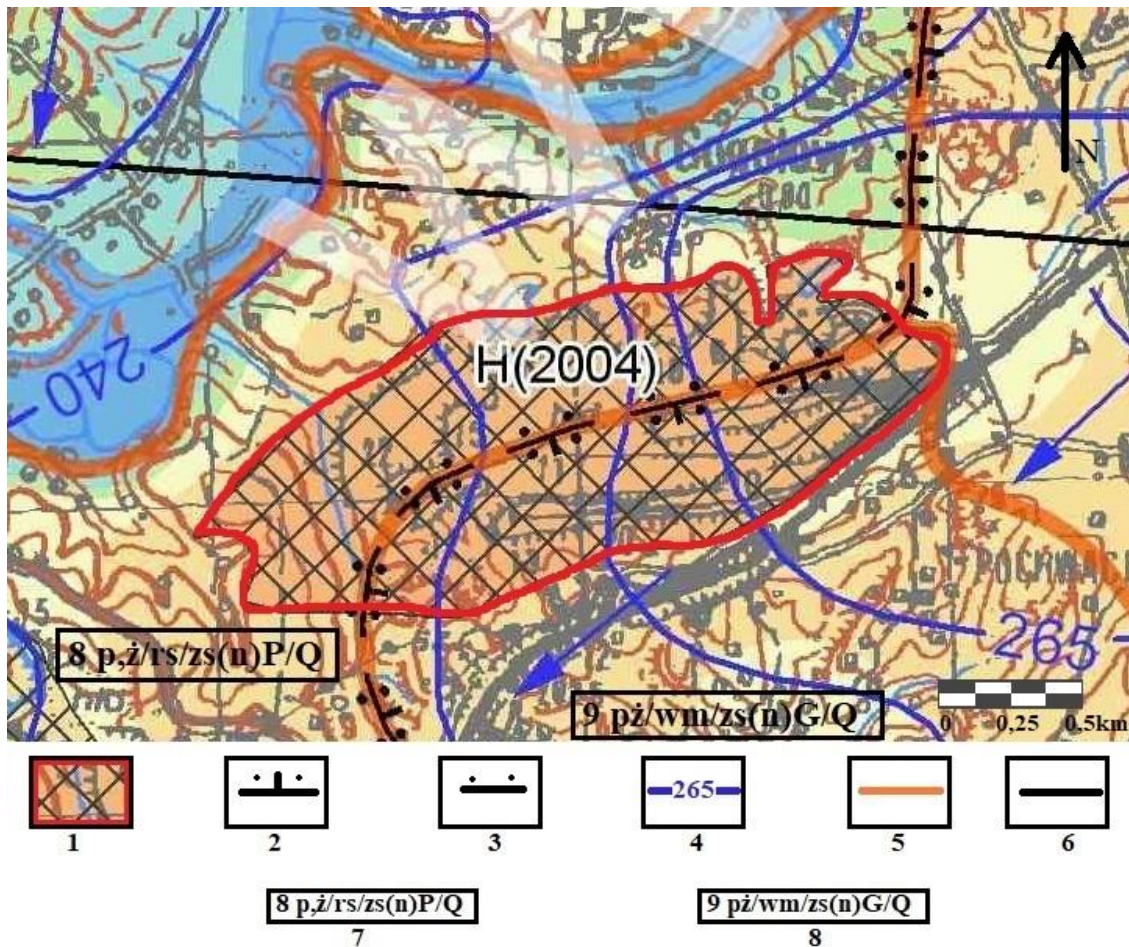 N
H(2004)
240
8 p,ż/rs/zs(n)P/Q
265
9 pż/wm/zs(n)G/Q
0 0,25 0,5km
265
1 2 3 4 5 6
8 p,ż/rs/zs(n)P/Q 9 pż/wm/zs(n)G/Q
7 8